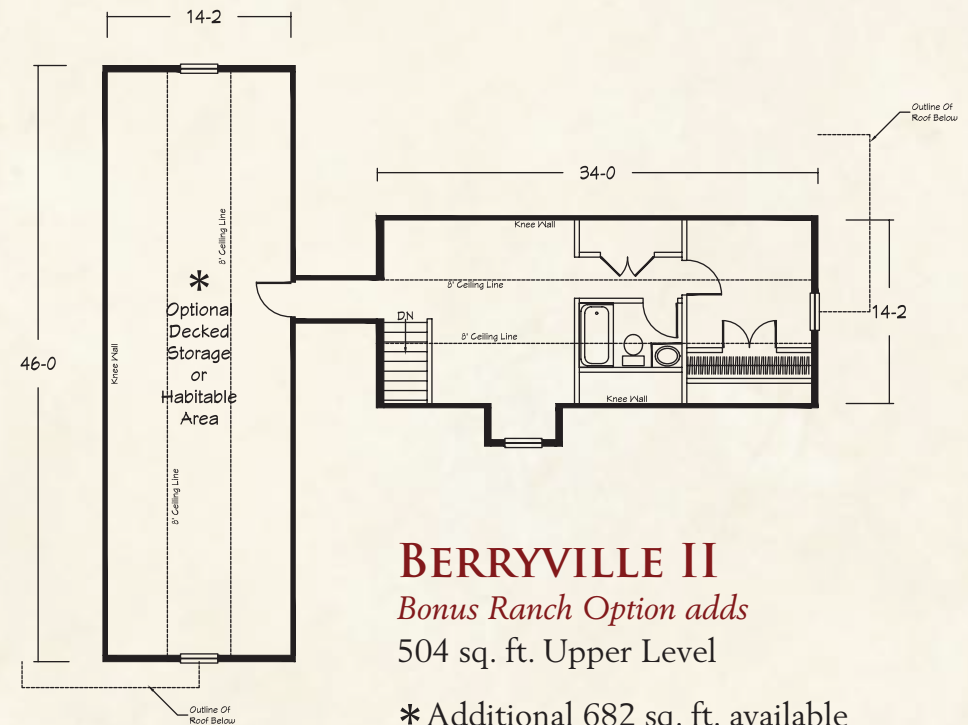 14-2
Outline Of
Roof Below
34-0
Knee Wall
8' Ceiling Line
8' Ceiling Line
14-2
*
Optional
Decked
Storage
or
Habitable
Area
DN
8' Ceiling Line
46-0
Knee Wall
Knee Wall
8' Ceiling Line
BERRYVILLE II
Bonus Ranch Option adds
504 sq. ft. Upper Level
Outline Of
Roof Below
* Additional 682 sq. ft. available